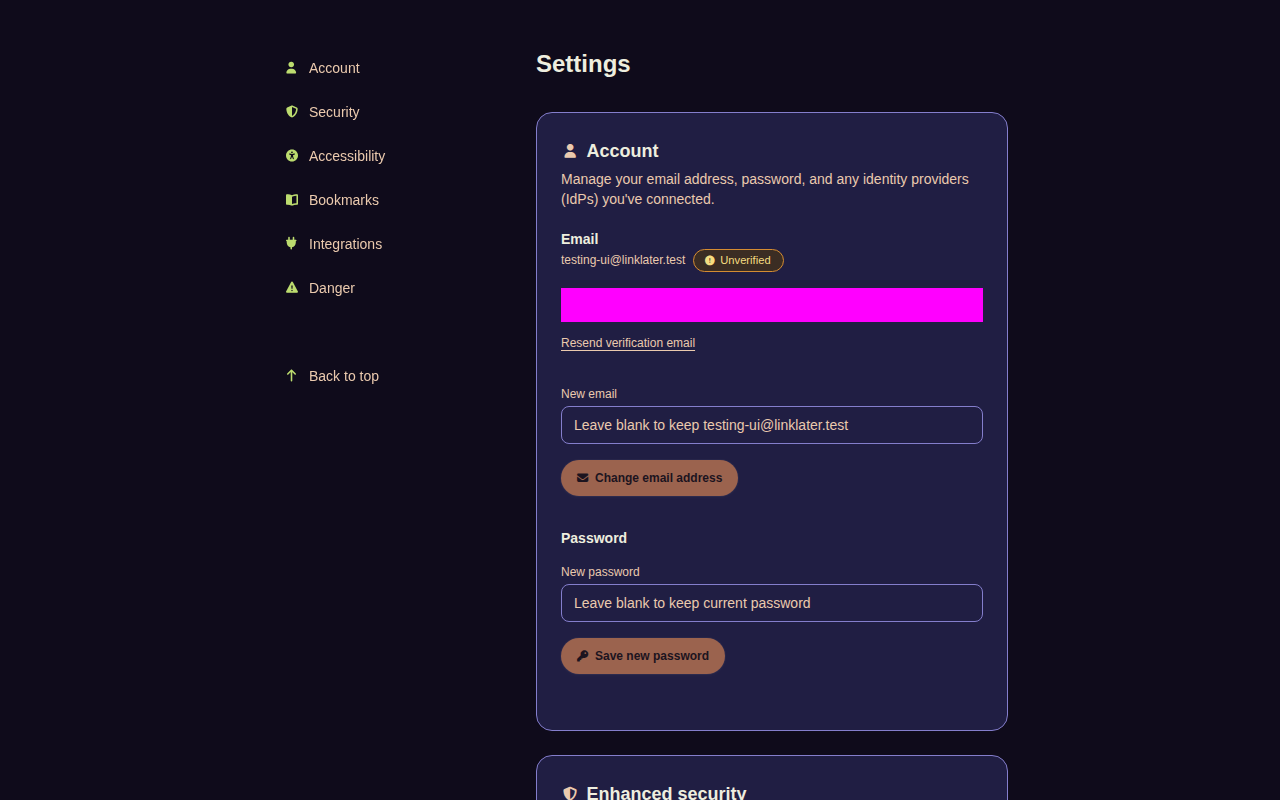 Account
Security
Accessibility
Bookmarks
Integrations
Danger
Back to top
Settings
Account
Manage your email address, password, and any identity providers
(IdPs) you've connected.
Email
testing-ui@linklater.test Unverified
Resend verification email
New email
Leave blank to keep testing-ui@linklater.test
Change email address
Password
New password
Leave blank to keep current password
Save new password
Enhanced security